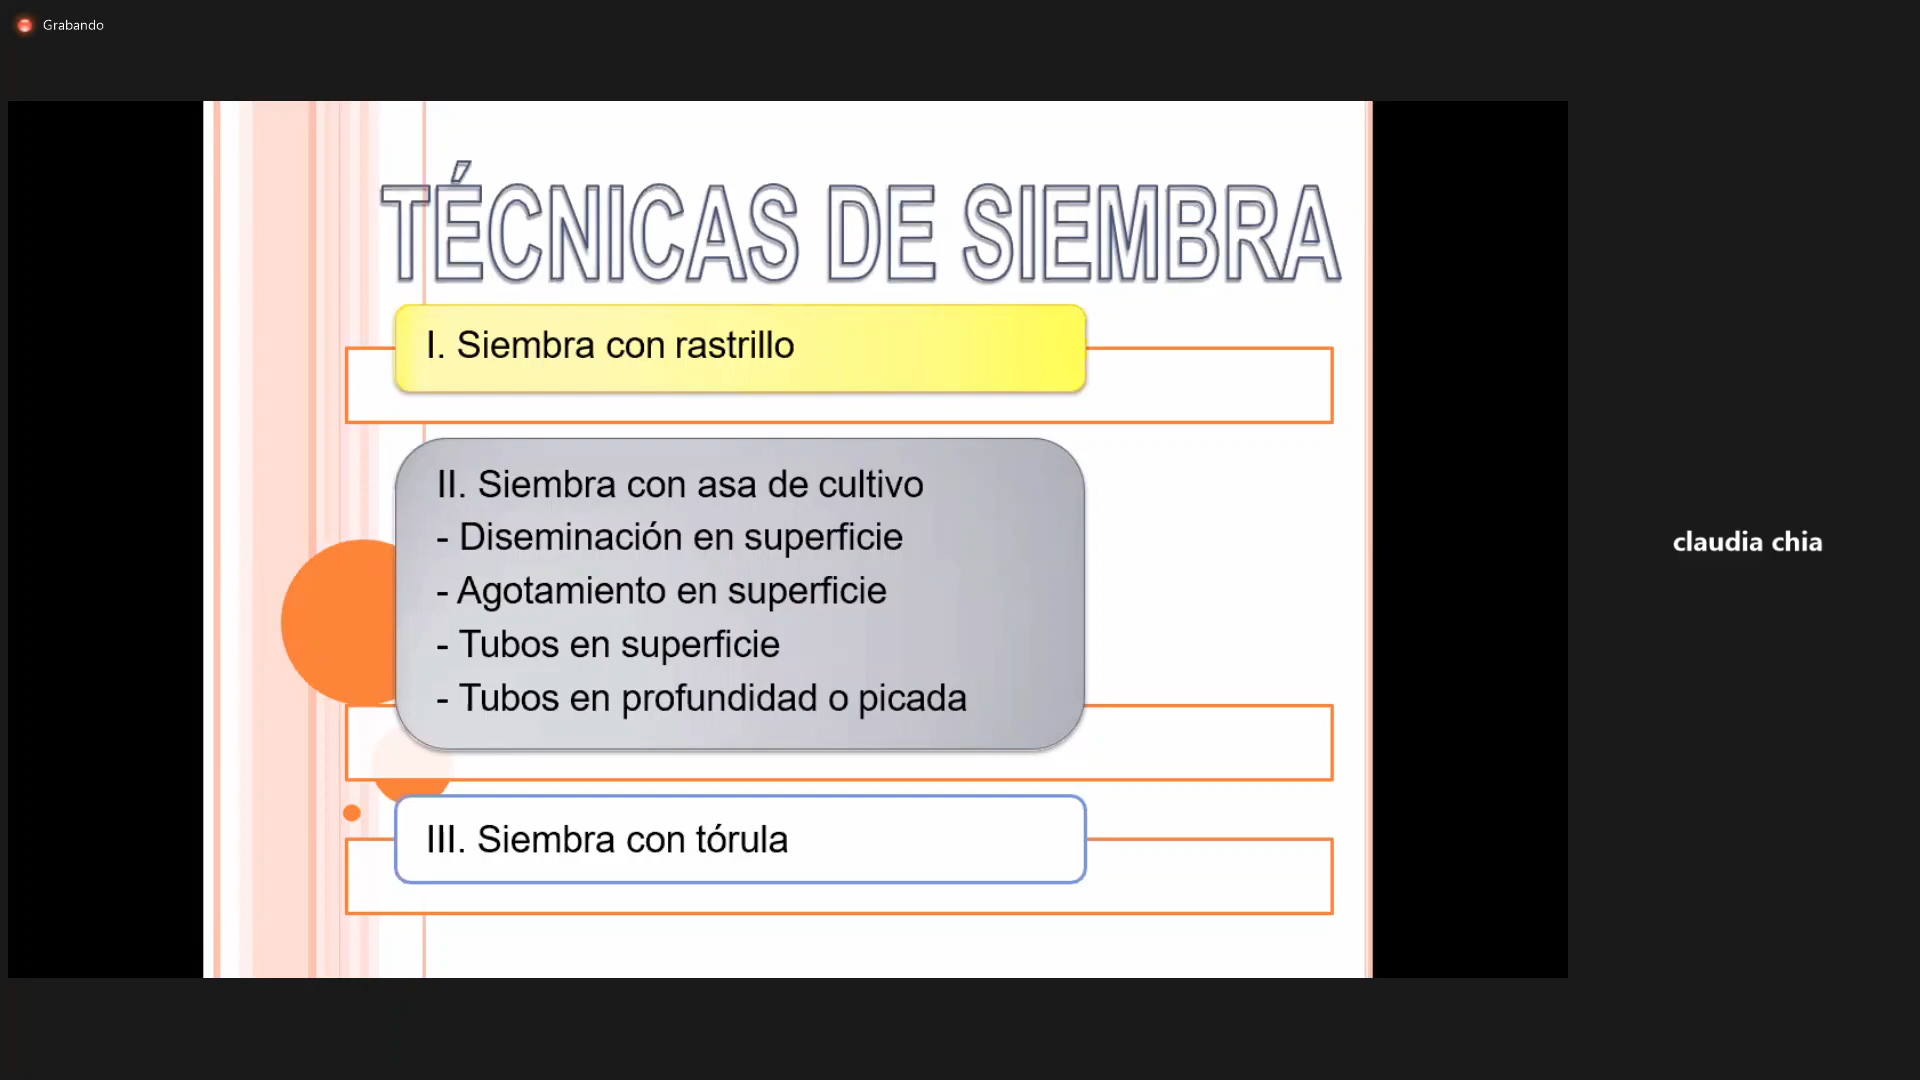 Grabando
TÉCNICAS DE SIEMBRA
I. Siembra con rastrillo
II. Siembra con asa de cultivo
- Diseminación en superficie
- Agotamiento en superficie
- Tubos en superficie
- Tubos en profundidad o picada
III. Siembra con tórula
claudia chia